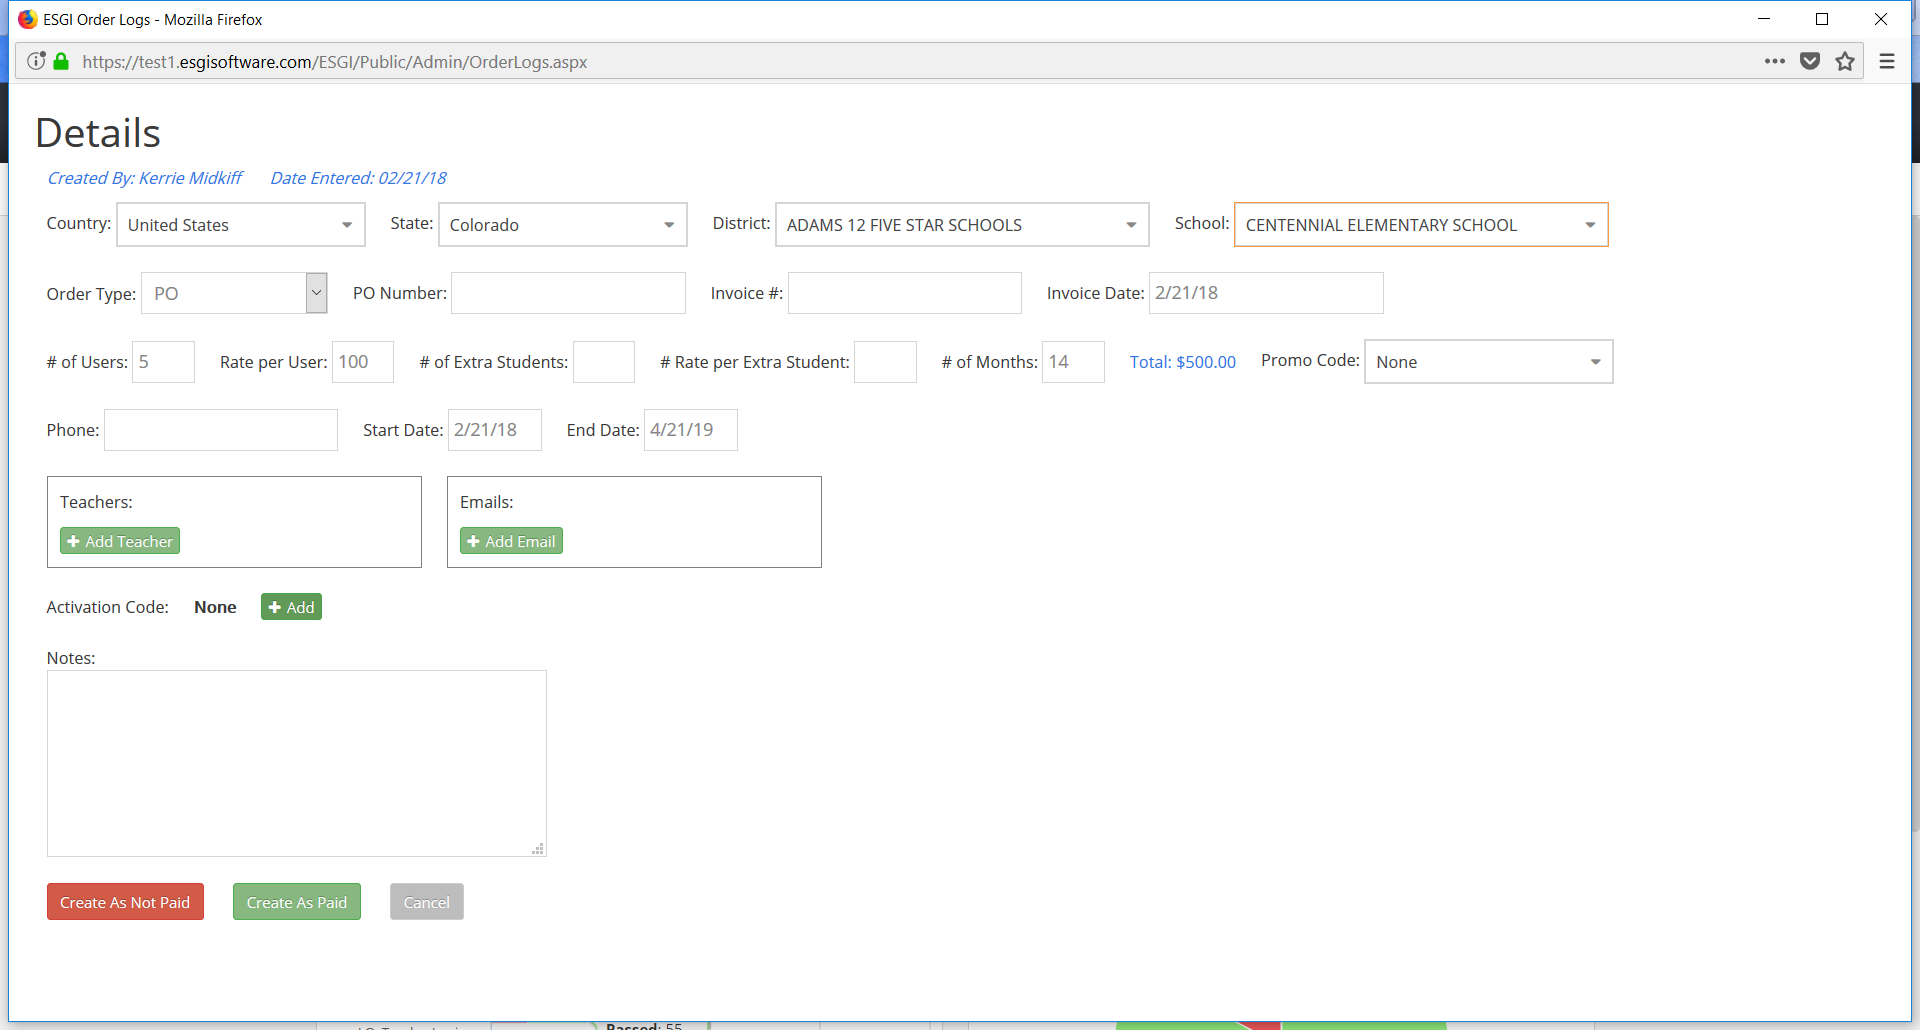 ESGI Order Logs - Mozilla Firefox
https://test1.esgisoftware.com/ESGI/Public/Admin/OrderLogs.aspx
Details
Created By: Kerrie Midkiff Date Entered: 02/21/18
Country: United States State: Colorado District: ADAMS 12 FIVE STAR SCHOOLS School: CENTENNIAL ELEMENTARY SCHOOL
Order Type: PO PO Number: Invoice #: Invoice Date: 2/21/18
# of Users: 5 Rate per User: 100 # of Extra Students: # Rate per Extra Student: # of Months: 14 Total: $500.00 Promo Code: None
Phone: Start Date: 2/21/18 End Date: 4/21/19
Teachers: Emails:
Add Teacher Add Email
Activation Code: None Add
Notes:
Create As Not Paid Create As Paid Cancel
Passed: 55